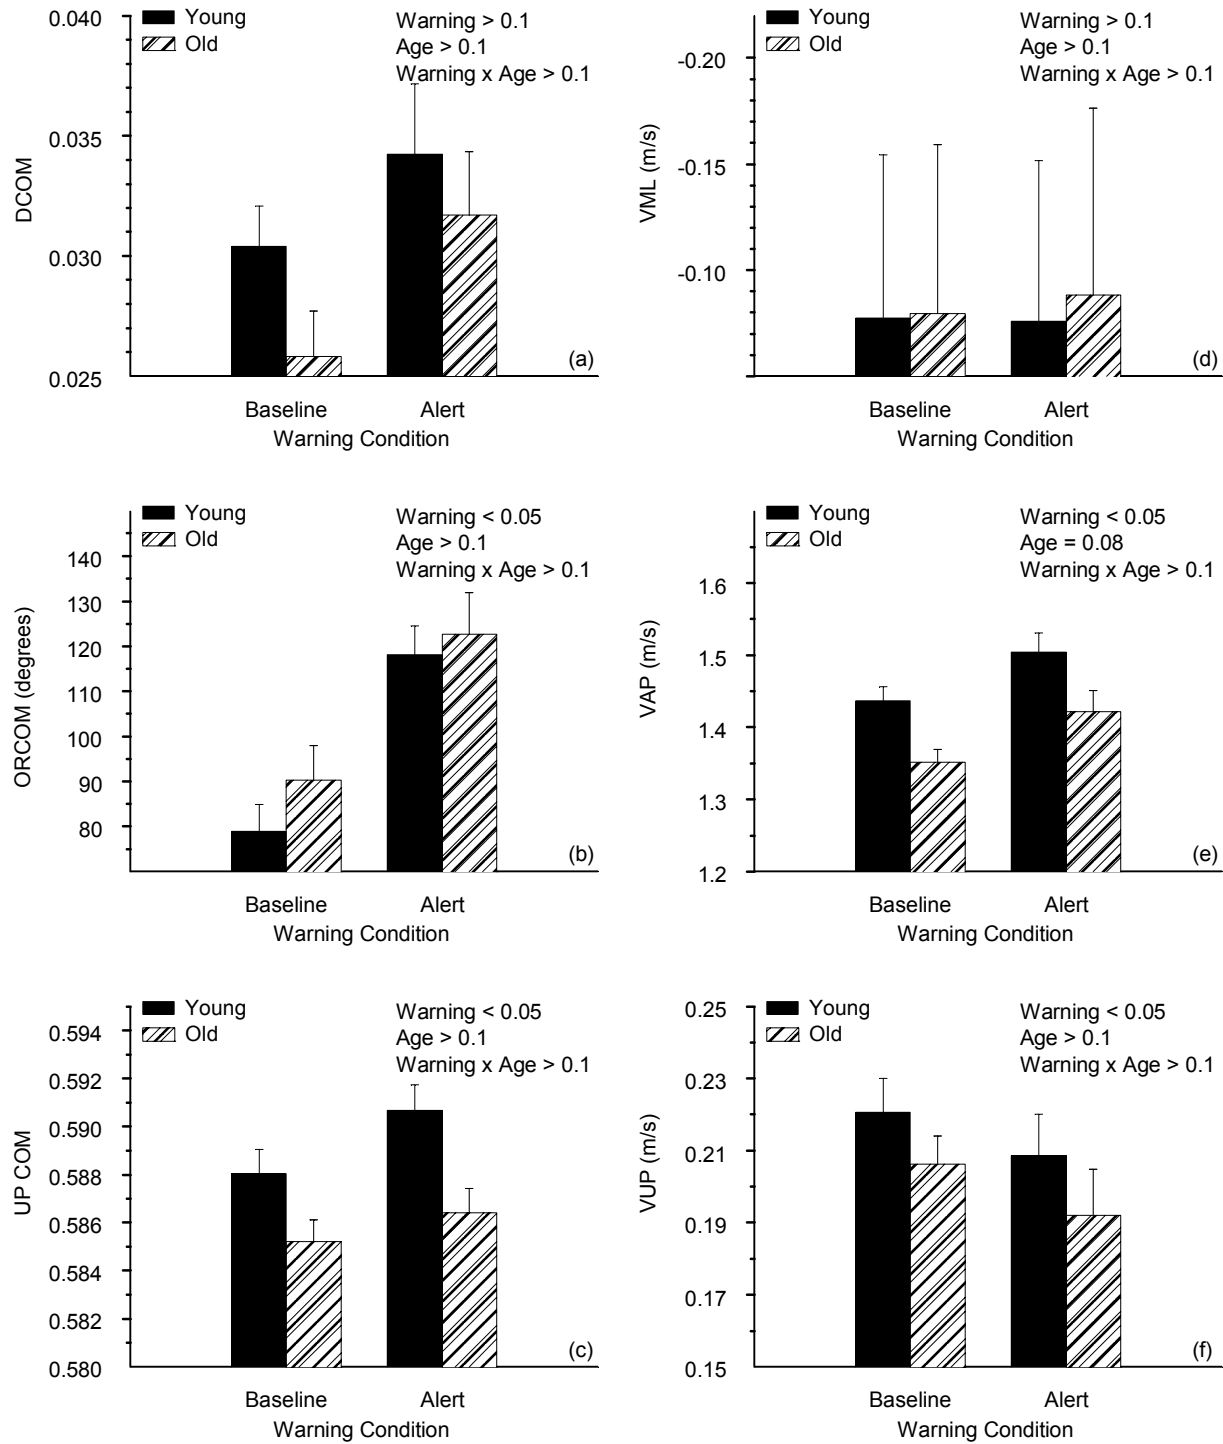 Young
Old
Warning > 0.1
Age > 0.1
Warning x Age > 0.1
0.040
0.035
0.030
0.025
DCOM
(a)
Baseline
Alert
Warning Condition
Young
Old
Warning > 0.1
Age > 0.1
Warning x Age > 0.1
-0.20
-0.15
-0.10
VML (m/s)
(d)
Baseline
Alert
Warning Condition
Young
Old
Warning < 0.05
Age > 0.1
Warning x Age > 0.1
140
130
120
110
100
90
80
ORCOM (degrees)
(b)
Baseline
Alert
Warning Condition
Young
Old
Warning < 0.05
Age = 0.08
Warning x Age > 0.1
1.6
1.5
1.4
1.3
1.2
VAP (m/s)
(e)
Baseline
Alert
Warning Condition
Young
Old
Warning < 0.05
Age > 0.1
Warning x Age > 0.1
0.594
0.592
0.590
0.588
0.586
0.584
0.582
0.580
UP COM
(c)
Baseline
Alert
Warning Condition
Young
Old
Warning < 0.05
Age > 0.1
Warning x Age > 0.1
0.25
0.23
0.21
0.19
0.17
0.15
VUP (m/s)
(f)
Baseline
Alert
Warning Condition